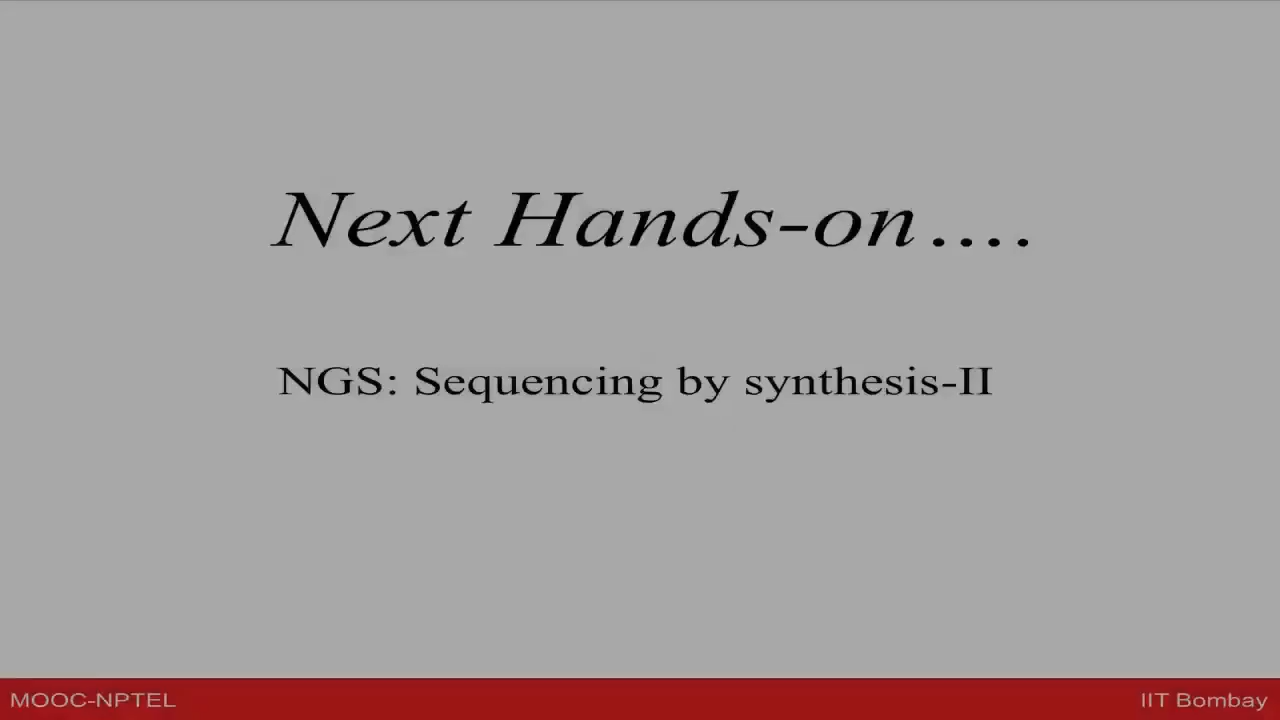 Next Hands-on....
NGS: Sequencing by synthesis-II
MOOC-NPTEL
IIT Bombay